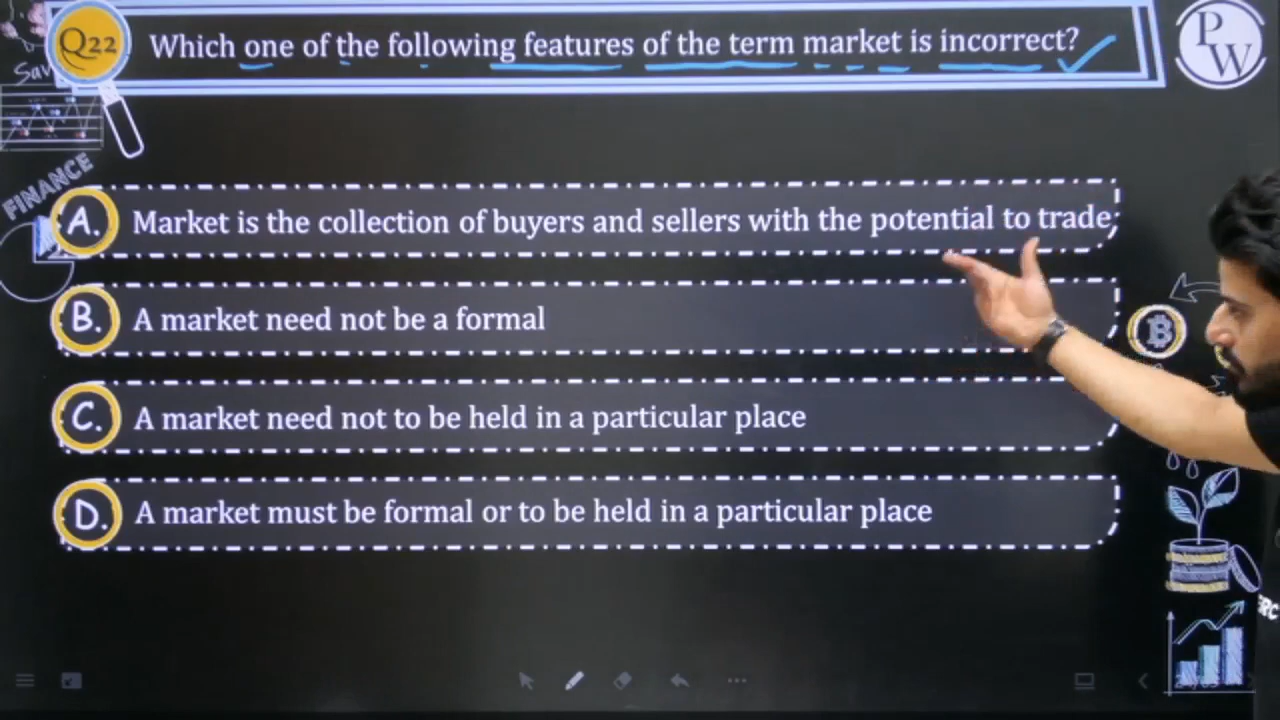 Q22
Which one of the following features of the term market is incorrect?
P
W
Sav
FINANCE
A. Market is the collection of buyers and sellers with the potential to trade
B. A market need not be a formal
C. A market need not to be held in a particular place
D. A market must be formal or to be held in a particular place